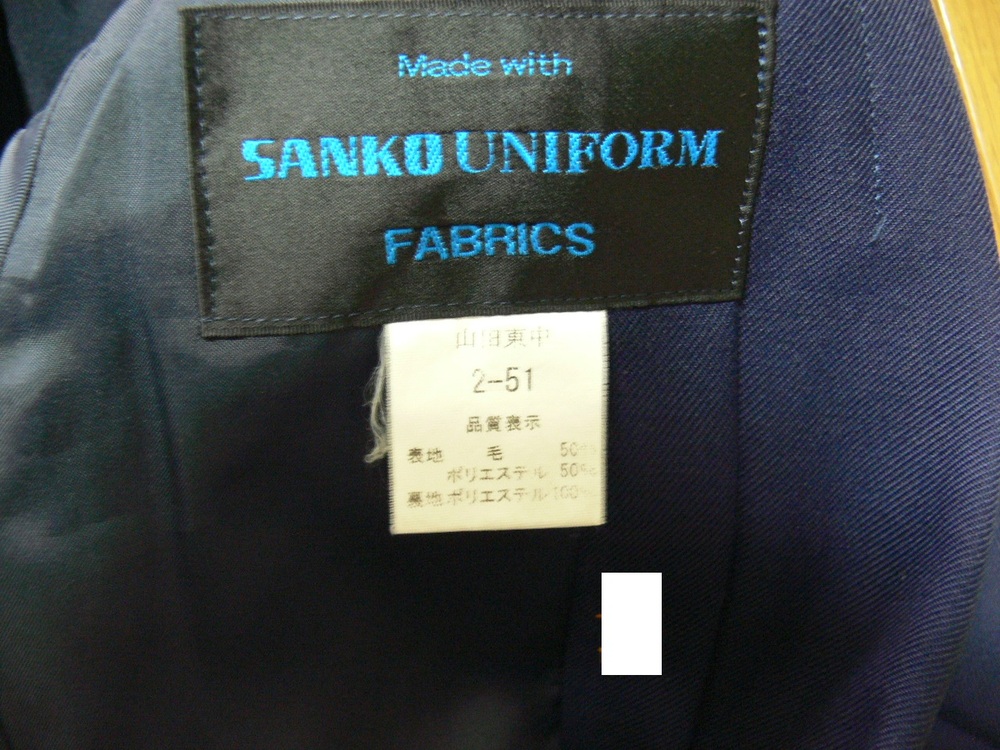 Made with
SANKO UNIFORM
FABRICS
山田東中
2-51
品質表示
表地 毛 50%
ポリエステル 50%
裏地 ポリエステル 100%